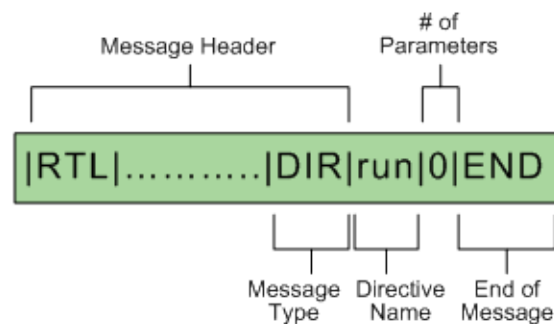 # of
Message Header
Parameters
|RTL|...........|DIR|run|0|END
Message
Type
Directive
Name
End of
Message